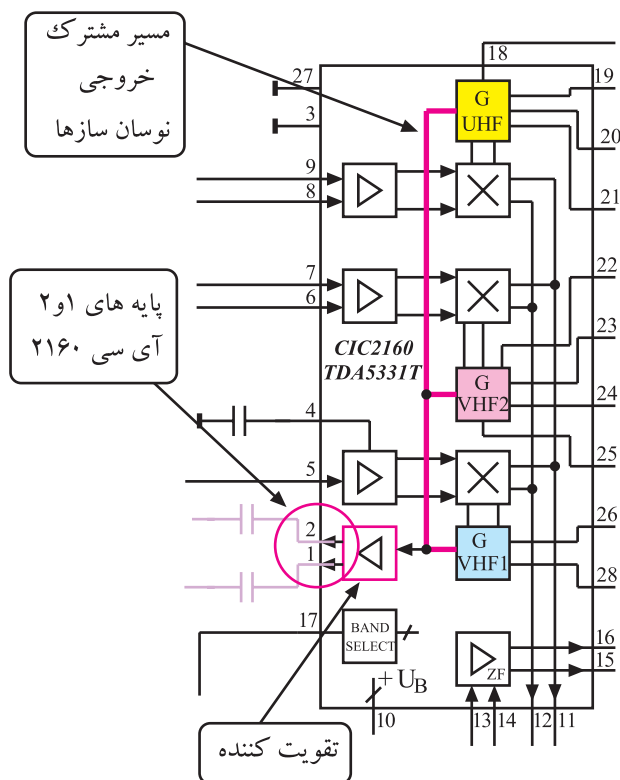 مسیر مشترك
خروجی
نوسان سازها
18
27
19
3
G
UHF
20
9
8
21
7
6
22
پایه های ۱و۲
آی سی ۲۱۶۰
CIC2160
TDA5331T
23
G
VHF2
24
4
5
25
2
1
G
VHF1
26
28
17
BAND
SELECT
16
15
ZF
+U_B
10
13
14
12
11
تقویت کننده